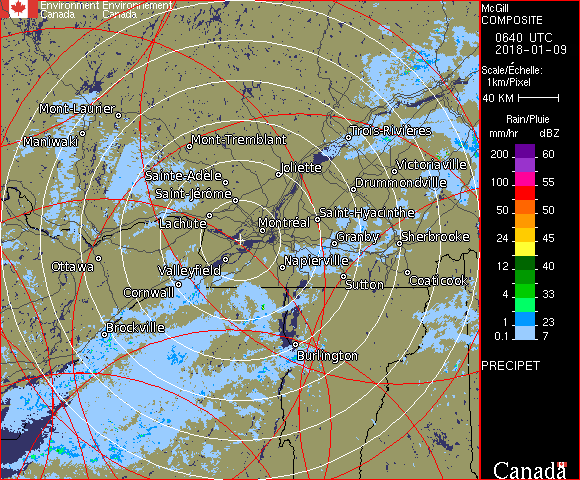 Environment Environnement
Canada Canada
McGill
COMPOSITE
0640 UTC
2018-01-09
Scale/Échelle:
1km/Pixel
40 KM
Rain/Pluie
mm/hr dBZ
200 60
100 55
50 50
24 45
12 40
4 33
1 23
0.1 7
PRECIPET
Canada
Mont-Laurier
Maniwaki
Mont-Tremblant
Trois-Rivières
Sainte-Adèle
Joliette
Victoriaville
Saint-Jérôme
Drummondville
Lachute
Montréal
Saint-Hyacinthe
Granby
Sherbrooke
Ottawa
Valleyfield
Napierville
Cornwall
Sutton
Coaticook
Brockville
Burlington